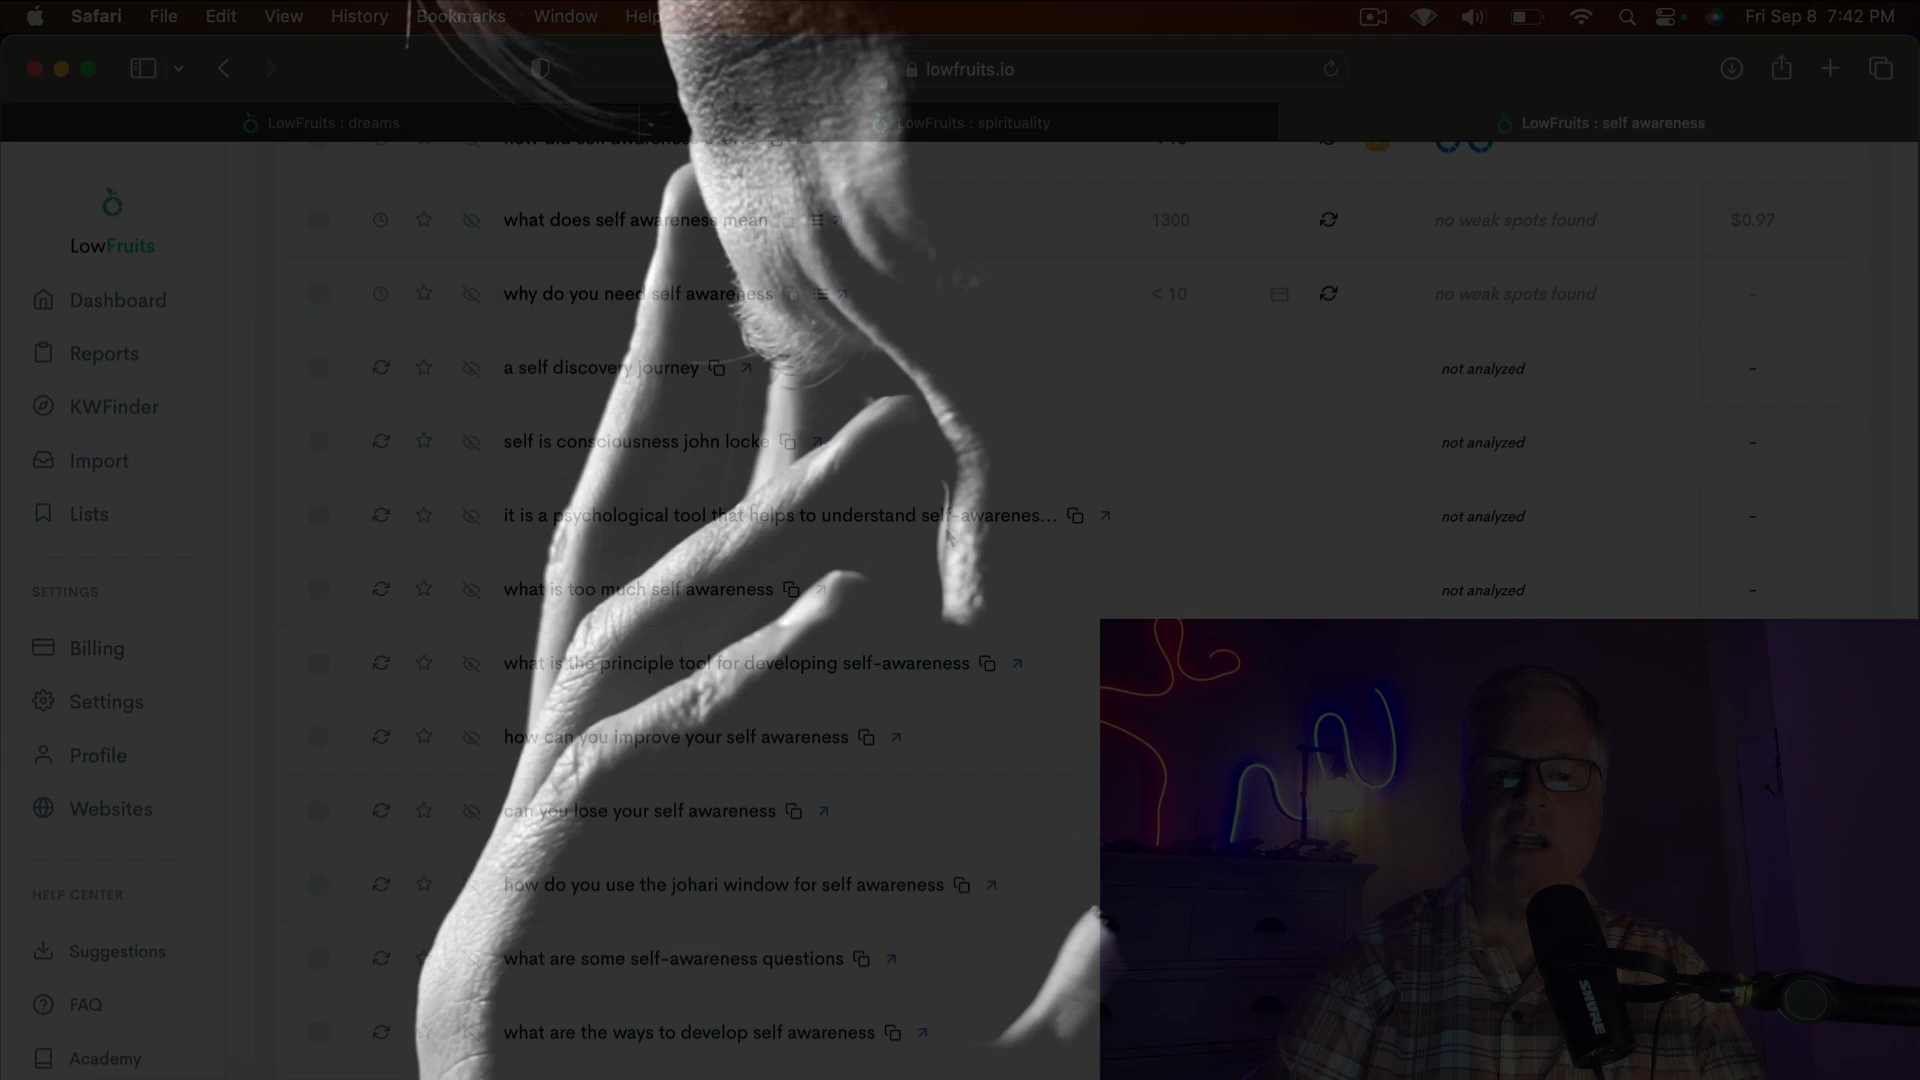 Safari File Edit View History Bookmarks Window Help Fri Sep 8 7:42 PM
lowfruits.io
LowFruits : dreams LowFruits : spirituality LowFruits : self awareness
LowFruits
Dashboard
Reports
KWFinder
Import
Lists
SETTINGS
Billing
Settings
Profile
Websites
HELP CENTER
Suggestions
FAQ
Academy
what does self awareness mean 1300 no weak spots found $0.97
why do you need self awareness < 10 no weak spots found -
a self discovery journey not analyzed -
self is consciousness john locke not analyzed -
it is a psychological tool that helps to understand self-awarenes... not analyzed -
what is too much self awareness not analyzed -
what is the principle tool for developing self-awareness
how can you improve your self awareness
can you lose your self awareness
how do you use the johari window for self awareness
what are some self-awareness questions
what are the ways to develop self awareness
SHURE